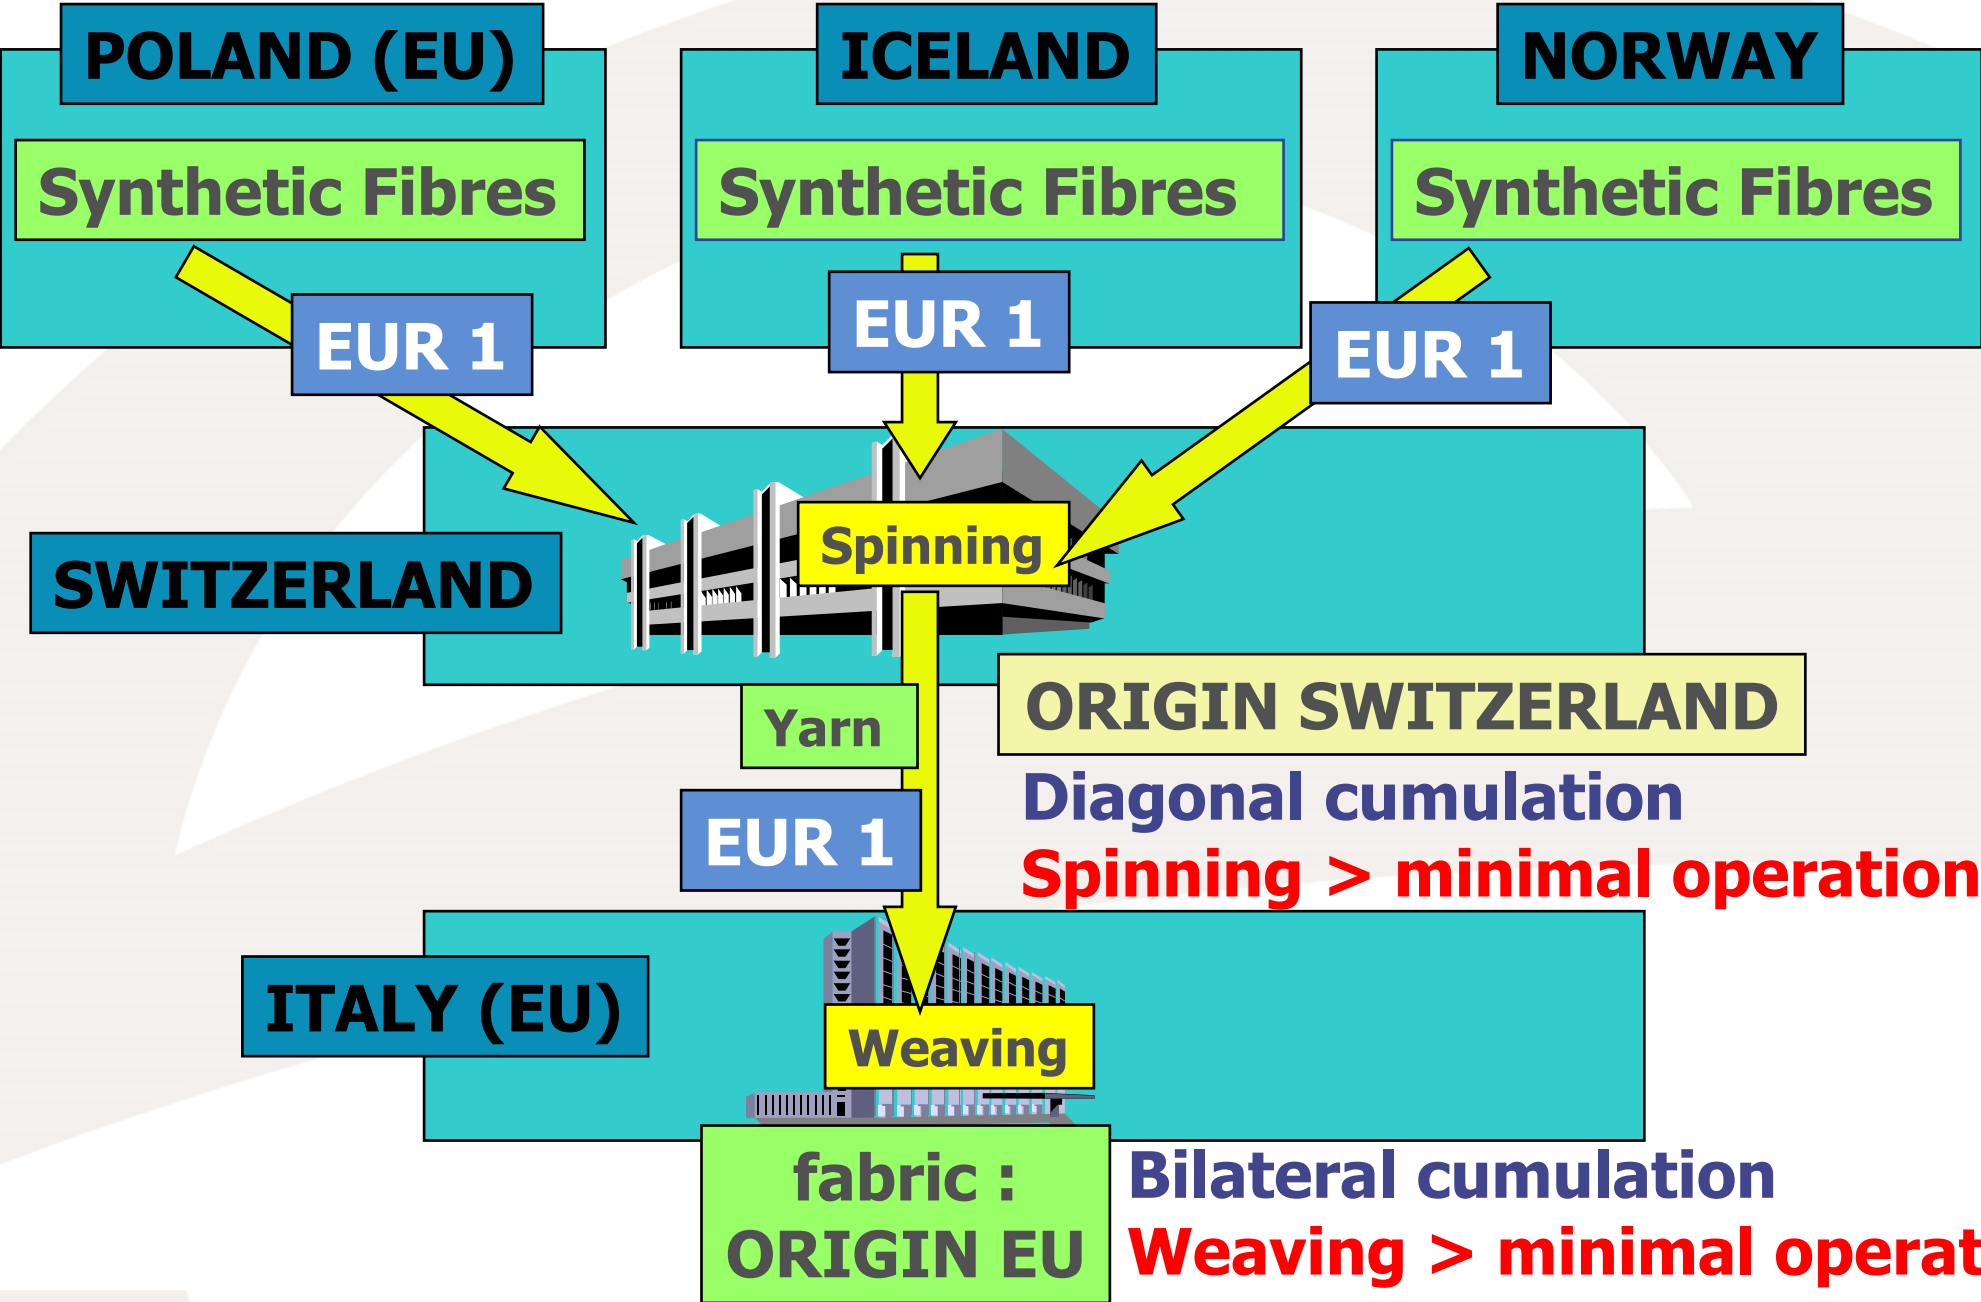 POLAND (EU)
ICELAND
NORWAY
Synthetic Fibres
Synthetic Fibres
Synthetic Fibres
EUR 1
EUR 1
EUR 1
Spinning
SWITZERLAND
ORIGIN SWITZERLAND
Yarn
Diagonal cumulation
EUR 1
Spinning > minimal operation
ITALY (EU)
Weaving
fabric :
ORIGIN EU
Bilateral cumulation
Weaving > minimal operat